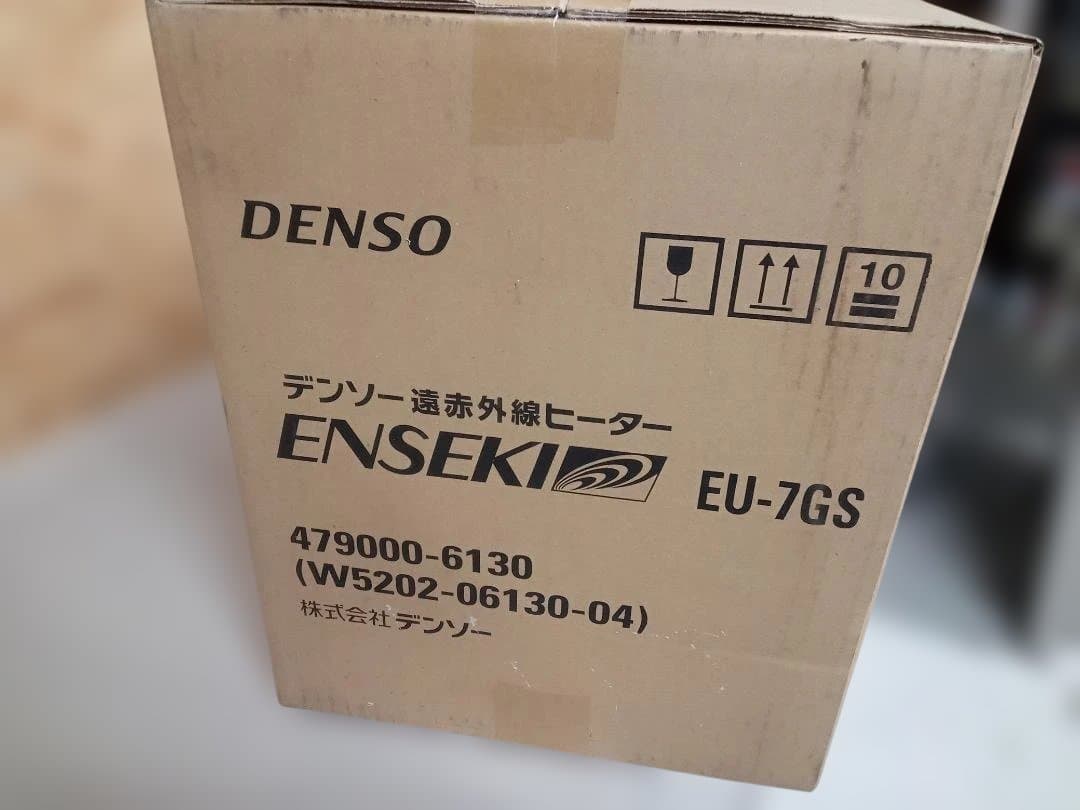 DENSO
10
デンソー遠赤外線ヒーター
ENSEKI EU-7GS
479000-6130
(W5202-06130-04)
株式会社デンソー